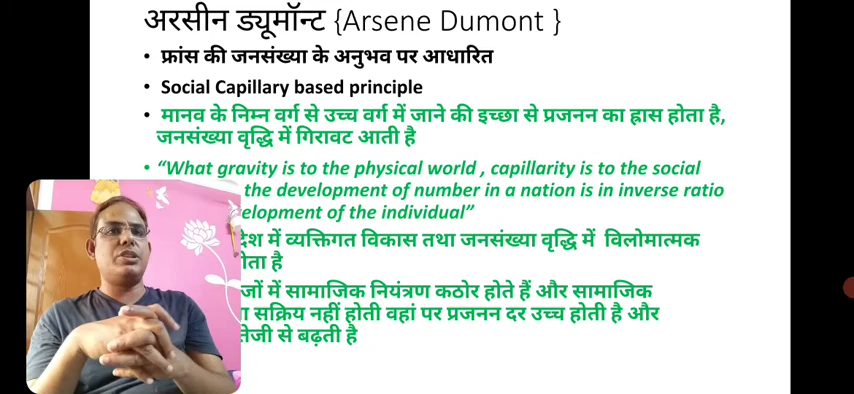 अरसीन ड्यूमॉन्ट {Arsene Dumont }
• फ्रांस की जनसंख्या के अनुभव पर आधारित
• Social Capillary based principle
• मानव के निम्न वर्ग से उच्च वर्ग में जाने की इच्छा से प्रजनन का ह्रास होता है,
जनसंख्या वृद्धि में गिरावट आती है
• “What gravity is to the physical world , capillarity is to the social
the development of number in a nation is in inverse ratio
elopment of the individual”
में व्यक्तिगत विकास तथा जनसंख्या वृद्धि में विलोमात्मक
है
में सामाजिक नियंत्रण कठोर होते हैं और सामाजिक
सक्रिय नहीं होती वहां पर प्रजनन दर उच्च होती है और
से बढ़ती है